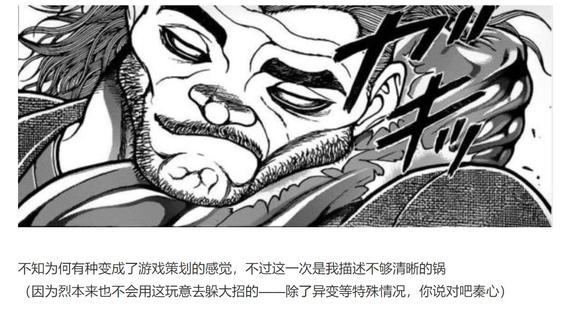 ガガ
ギッ
不知为何有种变成了游戏策划的感觉，不过这一次是我描述不够清晰的锅
（因为烈本来也不会用这玩意去躲大招的——除了异变等特殊情况，你说对吧秦心）